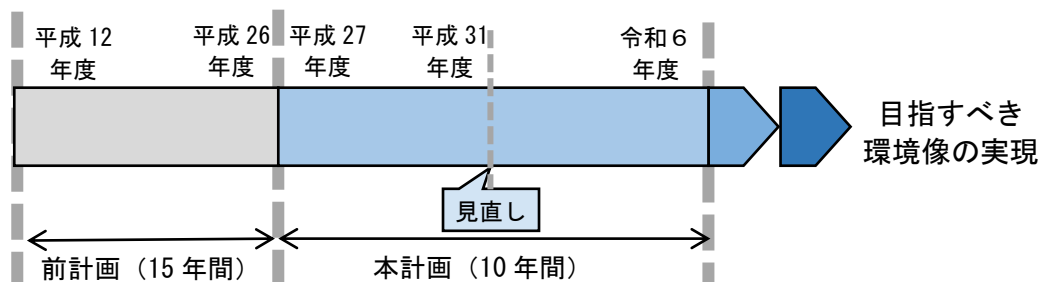 平成 12
年度
平成 26
年度
平成 27
年度
平成 31
年度
令和６
年度
目指すべき
環境像の実現
見直し
前計画（15 年間）
本計画（10 年間）